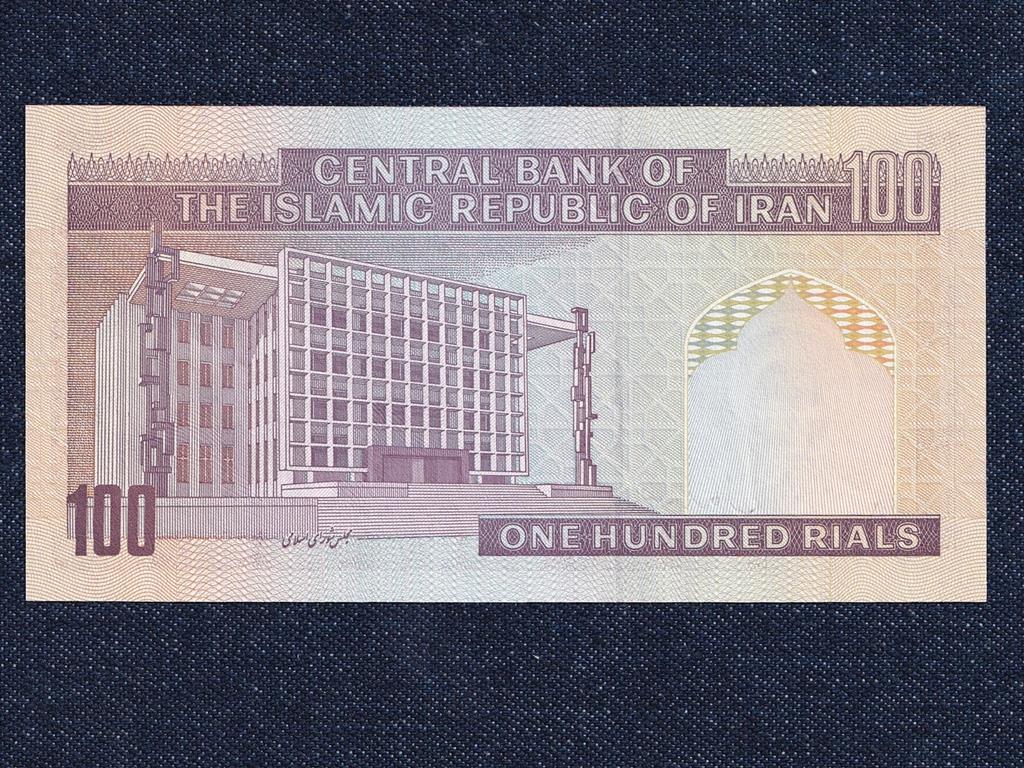 CENTRAL BANK OF
THE ISLAMIC REPUBLIC OF IRAN 100
100
مجلس شورای اسلامی
ONE HUNDRED RIALS